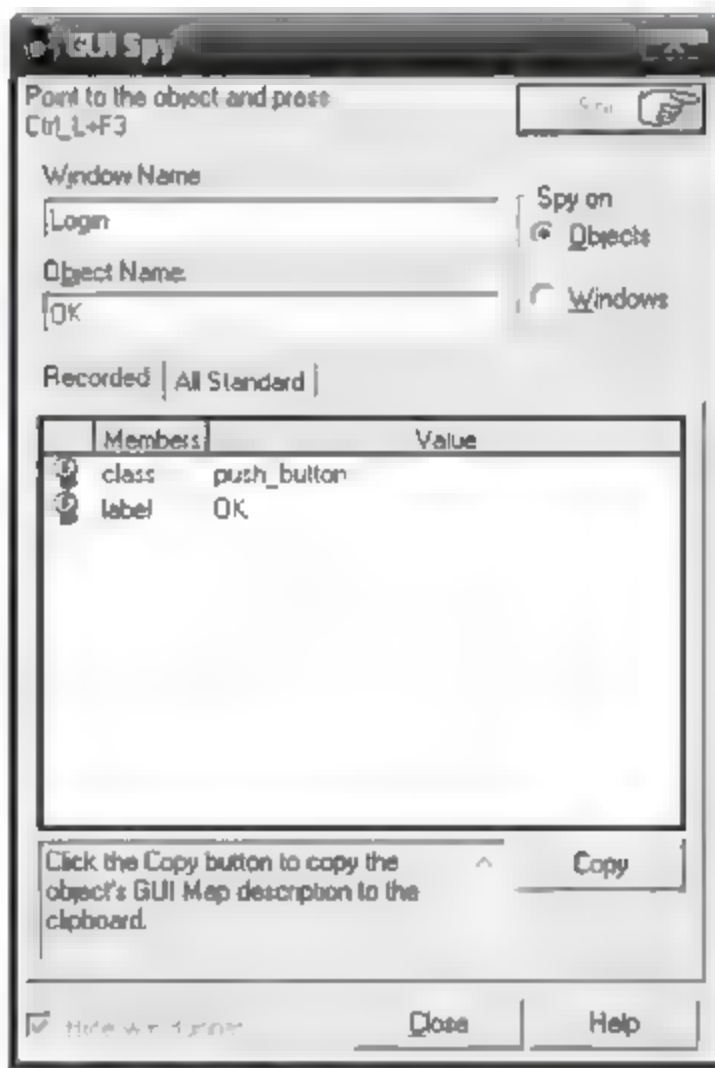 GUI Spy
Point to the object and press
Ctrl_L+F3
Window Name
Login
Spy on
Objects
Object Name
OK
Windows
Recorded All Standard
Members Value
class push_button
label OK
Click the Copy button to copy the
object's GUI Map description to the
clipboard.
Copy
Close Help